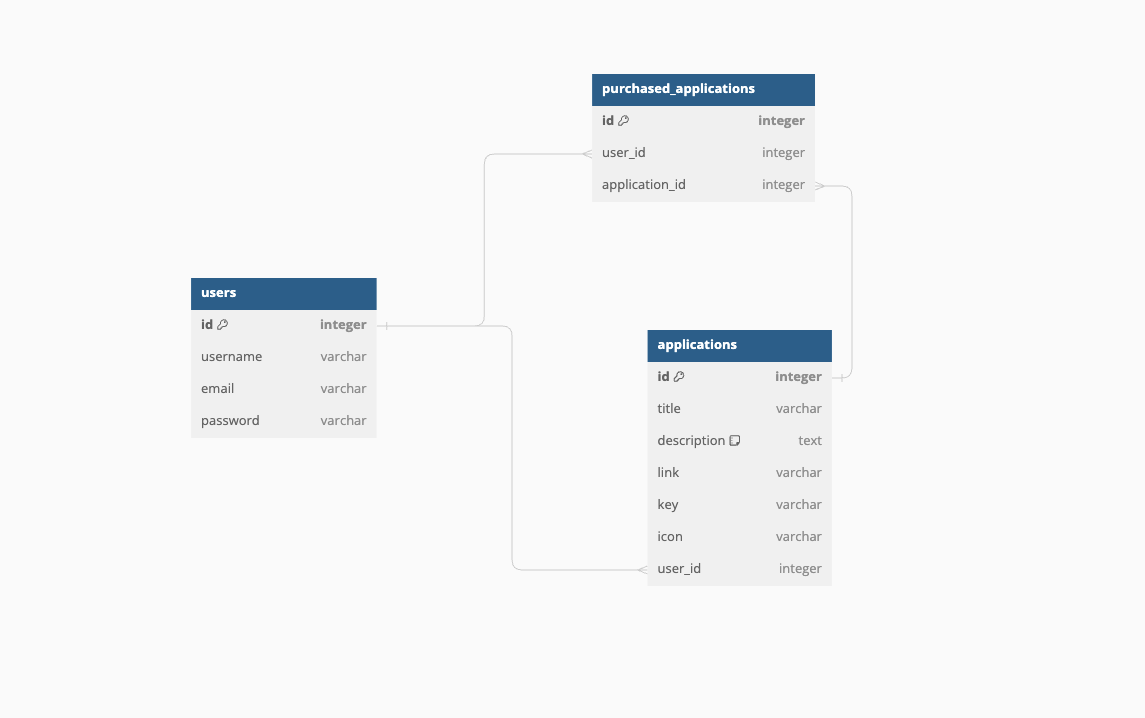 purchased_applications
id integer
user_id integer
application_id integer
users
id integer
username varchar
email varchar
password varchar
applications
id integer
title varchar
description text
link varchar
key varchar
icon varchar
user_id integer